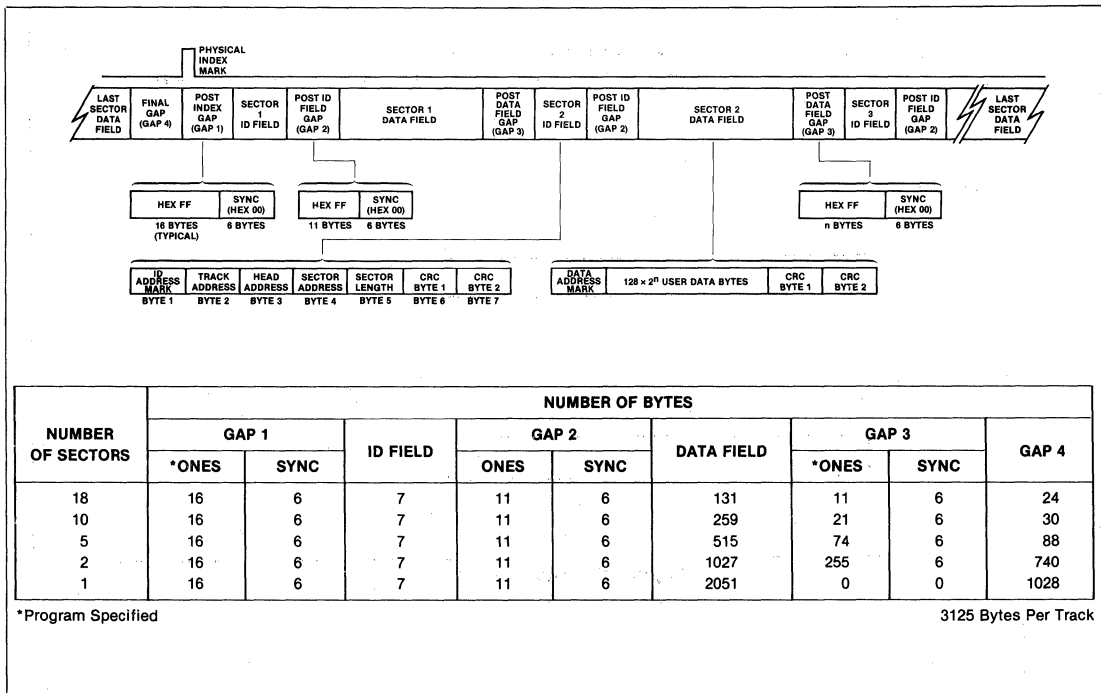 PHYSICAL
INDEX
MARK
LAST
SECTOR
DATA
FIELD
FINAL
GAP
(GAP 4)
POST
INDEX
GAP
(GAP 1)
SECTOR
1
ID FIELD
POST ID
FIELD
GAP
(GAP 2)
SECTOR 1
DATA FIELD
POST
DATA
FIELD
GAP
(GAP 3)
SECTOR
2
ID FIELD
POST ID
FIELD
GAP
(GAP 2)
SECTOR 2
DATA FIELD
POST
DATA
FIELD
GAP
(GAP 3)
SECTOR
3
ID FIELD
POST ID
FIELD
GAP
(GAP 2)
LAST
SECTOR
DATA
FIELD
HEX FF
SYNC
(HEX 00)
16 BYTES
(TYPICAL)
6 BYTES
HEX FF
SYNC
(HEX 00)
11 BYTES
6 BYTES
HEX FF
SYNC
(HEX 00)
n BYTES
6 BYTES
ID
ADDRESS
MARK
TRACK
ADDRESS
HEAD
ADDRESS
SECTOR
ADDRESS
SECTOR
LENGTH
CRC
BYTE 1
CRC
BYTE 2
BYTE 1 BYTE 2 BYTE 3 BYTE 4 BYTE 5 BYTE 6 BYTE 7
DATA
ADDRESS
MARK
128 × 2ⁿ USER DATA BYTES
CRC
BYTE 1
CRC
BYTE 2
NUMBER OF BYTES
NUMBER
OF SECTORS
GAP 1
ID FIELD
GAP 2
DATA FIELD
GAP 3
GAP 4
*ONES SYNC ONES SYNC *ONES SYNC
18 16 6 7 11 6 131 11 6 24
10 16 6 7 11 6 259 21 6 30
5 16 6 7 11 6 515 74 6 88
2 16 6 7 11 6 1027 255 6 740
1 16 6 7 11 6 2051 0 0 1028
*Program Specified
3125 Bytes Per Track